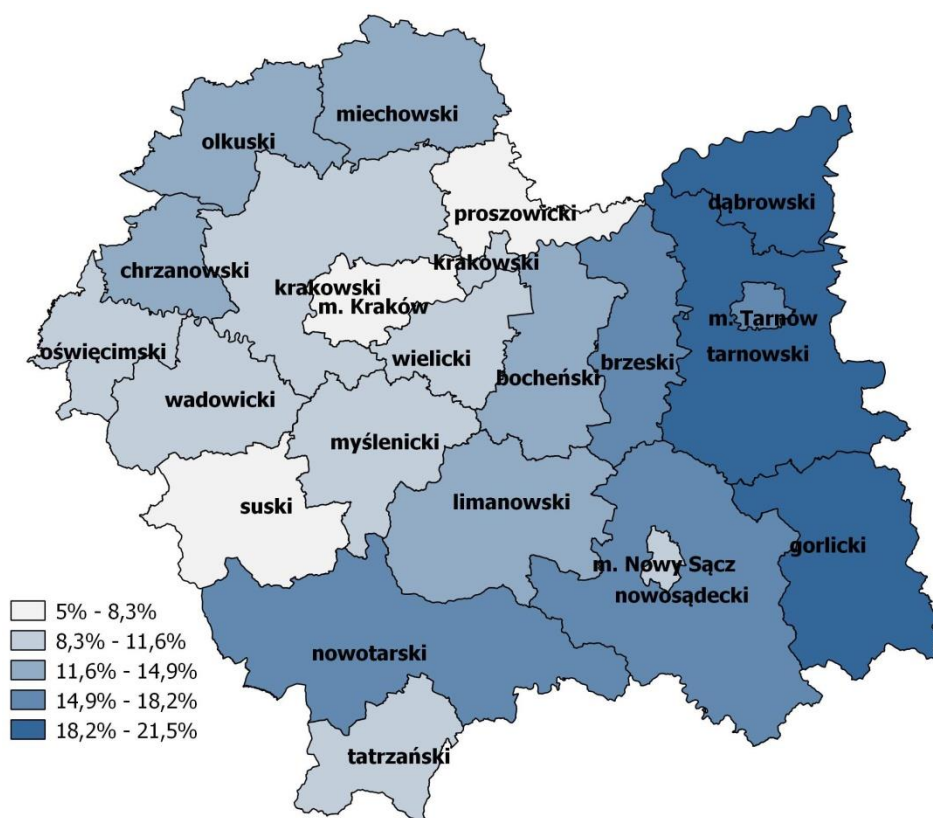 miechowski
olkuski
dąbrowski
proszowicki
krakowski
chrzanowski
krakowski
m. Kraków
m. Tarnów
oświęcimski
wielicki
brzeski
tarnowski
bocheński
wadowicki
myślenicki
suski
limanowski
gorlicki
m. Nowy Sącz
nowosądecki
5% - 8,3%
8,3% - 11,6%
nowotarski
11,6% - 14,9%
14,9% - 18,2%
18,2% - 21,5%
tatrzański